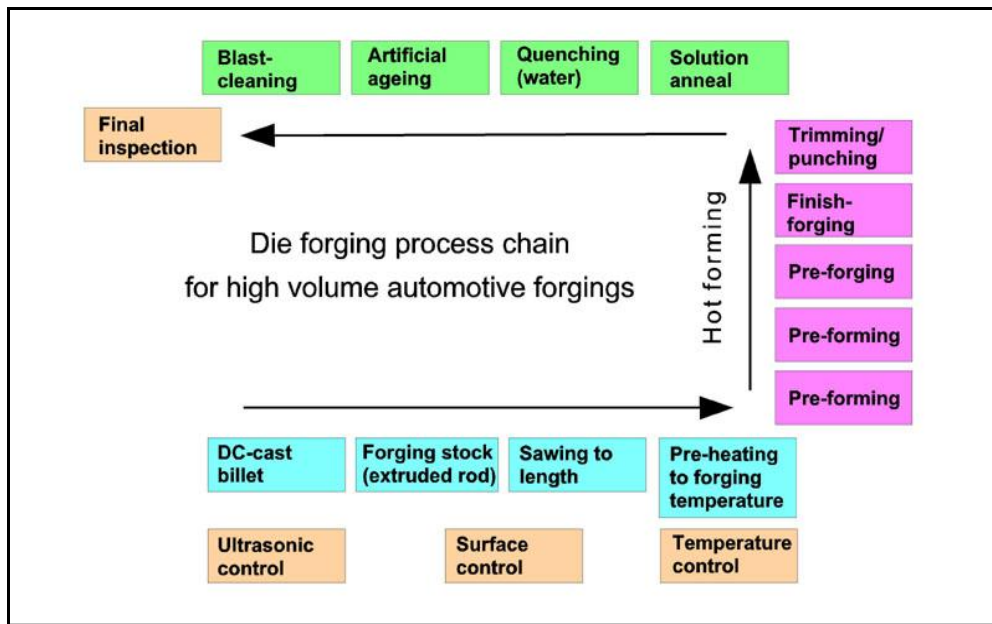 Blast-
cleaning
Artificial
ageing
Quenching
(water)
Solution
anneal
Final
inspection
Trimming/
punching
Finish-
forging
Pre-forging
Pre-forming
Pre-forming
Hot forming
Die forging process chain
for high volume automotive forgings
DC-cast
billet
Forging stock
(extruded rod)
Sawing to
length
Pre-heating
to forging
temperature
Ultrasonic
control
Surface
control
Temperature
control